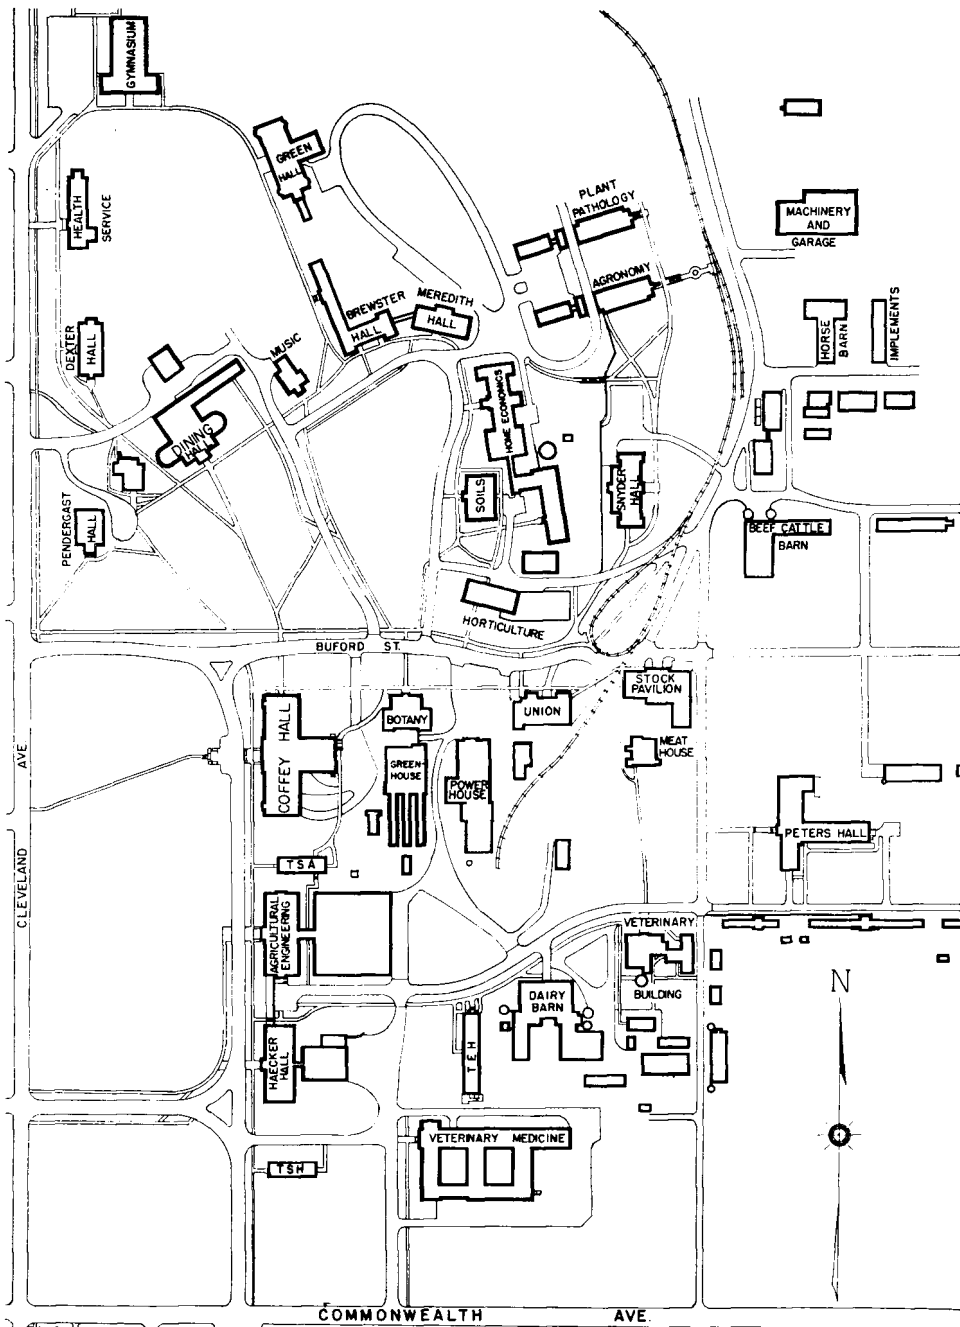 GYMNASIUM
GREEN
HALL
HEALTH
SERVICE
PLANT
PATHOLOGY
MACHINERY
AND
GARAGE
AGRONOMY
BREWSTER
HALL
MEREDITH
HALL
DEXTER
HALL
MUSIC
HORSE
BARN
IMPLEMENTS
DINING
HALL
HOME ECONOMICS
SOILS
SNYDER
HALL
PENDERGAST
HALL
BEEF CATTLE
BARN
HORTICULTURE
BUFORD ST.
STOCK
PAVILION
COFFEY HALL
BOTANY
UNION
GREEN-
HOUSE
POWER
HOUSE
MEAT
HOUSE
CLEVELAND AVE
PETERS HALL
TSA
AGRICULTURAL
ENGINEERING
VETERINARY
BUILDING
DAIRY
BARN
N
HAECKER
HALL
TEH
VETERINARY MEDICINE
TSH
COMMONWEALTH AVE.